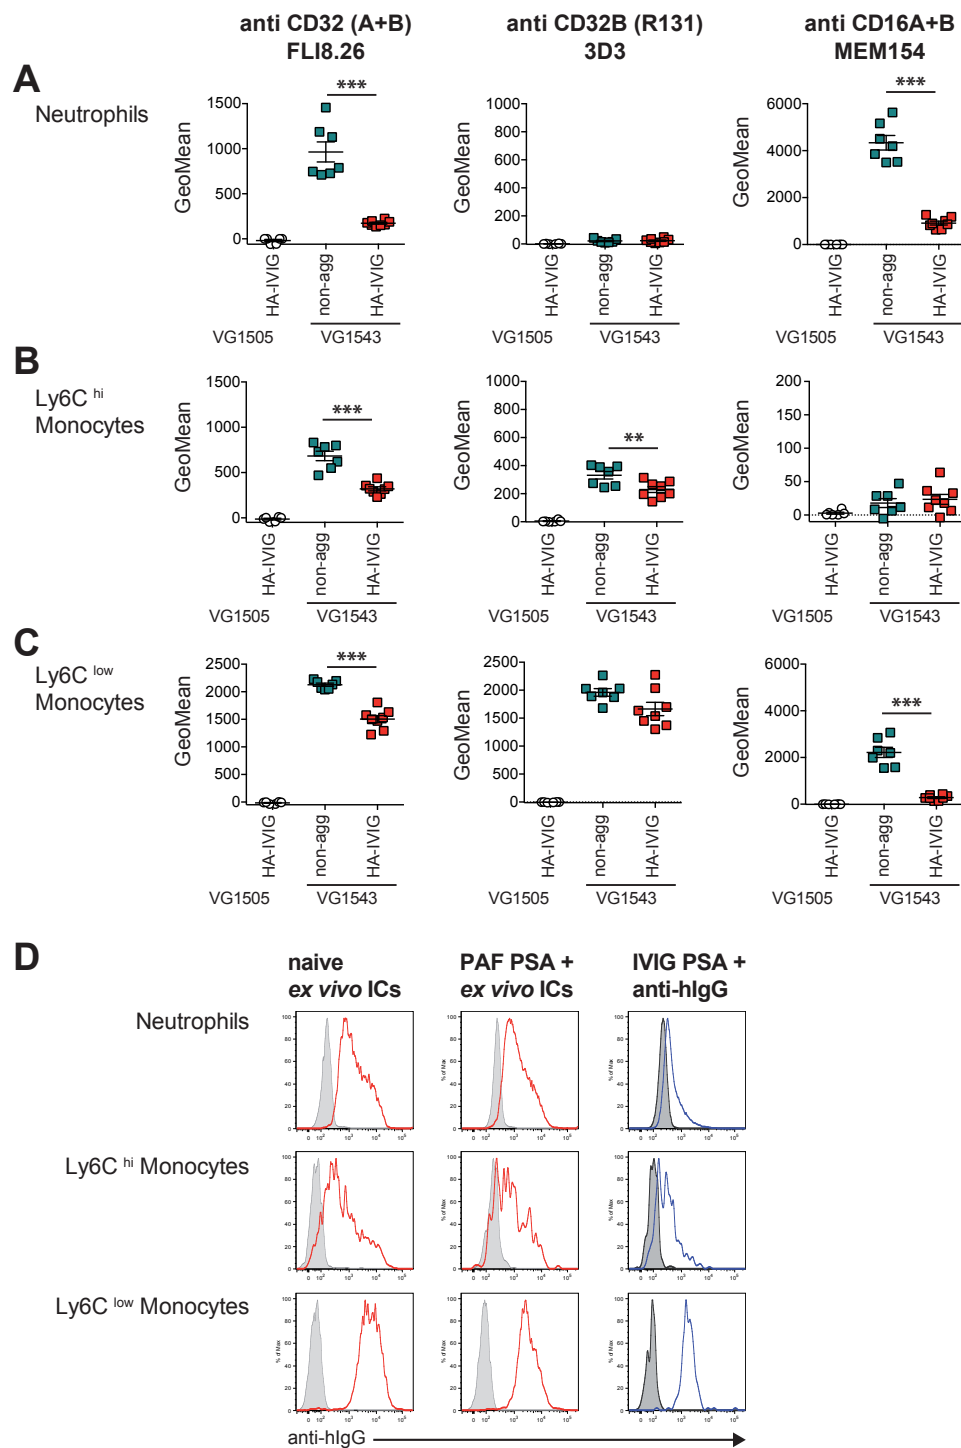 anti CD32 (A+B)
FLI8.26
anti CD32B (R131)
3D3
anti CD16A+B
MEM154
A
Neutrophils
GeoMean
1500
1000
500
0
***
HA-IVIG
non-agg
HA-IVIG
VG1505
VG1543
GeoMean
1000
800
600
400
200
0
HA-IVIG
non-agg
HA-IVIG
VG1505
VG1543
GeoMean
6000
4000
2000
0
***
HA-IVIG
non-agg
HA-IVIG
VG1505
VG1543
B
Ly6C hi
Monocytes
GeoMean
1500
1000
500
0
***
HA-IVIG
non-agg
HA-IVIG
VG1505
VG1543
GeoMean
1000
800
600
400
200
0
**
HA-IVIG
non-agg
HA-IVIG
VG1505
VG1543
GeoMean
200
150
100
50
0
HA-IVIG
non-agg
HA-IVIG
VG1505
VG1543
C
Ly6C low
Monocytes
GeoMean
2500
2000
1500
1000
500
0
***
HA-IVIG
non-agg
HA-IVIG
VG1505
VG1543
GeoMean
2500
2000
1500
1000
500
0
HA-IVIG
non-agg
HA-IVIG
VG1505
VG1543
GeoMean
6000
4000
2000
0
***
HA-IVIG
non-agg
HA-IVIG
VG1505
VG1543
D
naive
ex vivo ICs
PAF PSA +
ex vivo ICs
IVIG PSA +
anti-hIgG
Neutrophils
Ly6C hi Monocytes
Ly6C low Monocytes
% of Max
100
80
60
40
20
0
anti-hIgG